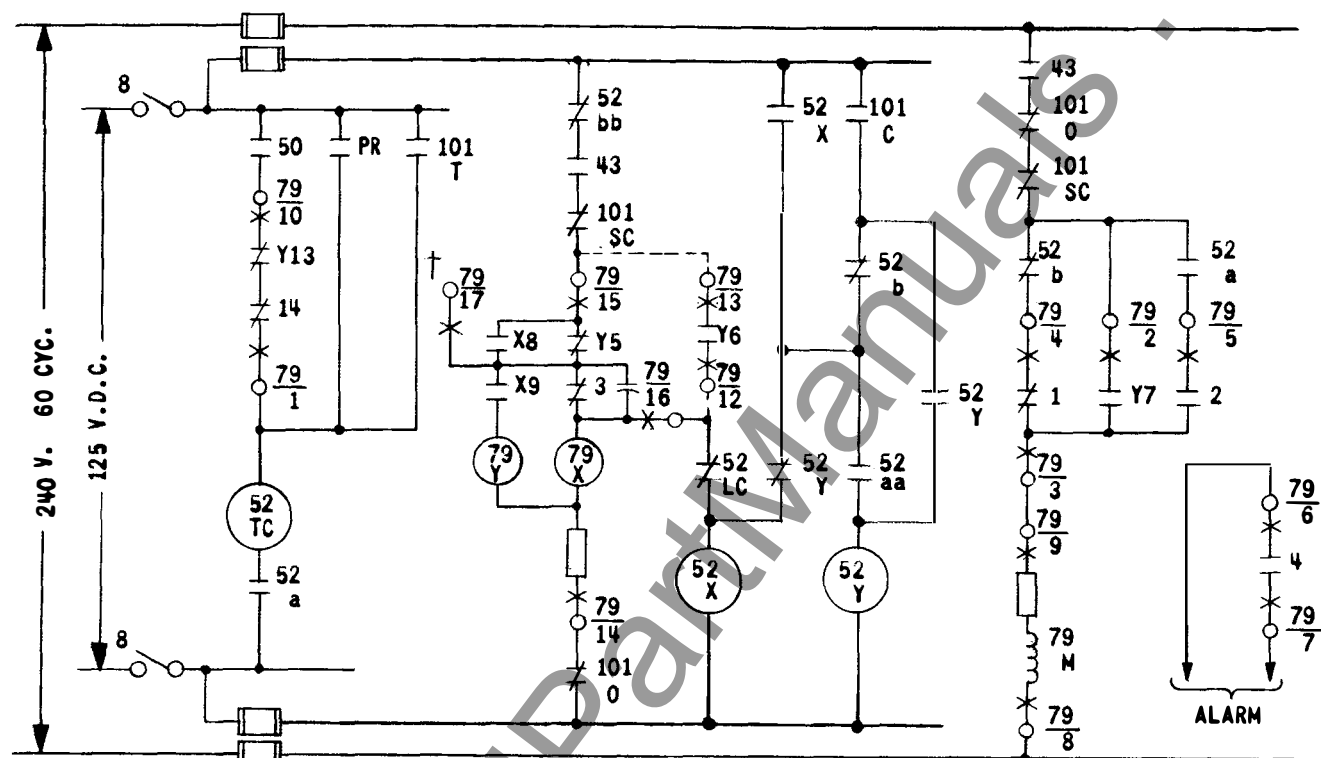 240 V. 60 CYC.
125 V.D.C.
8
50
79
10
Y13
14
79
1
52
TC
52
a
8
PR
101
T
†
79
17
X8
X9
79
Y
52
bb
43
101
SC
79
15
Y5
3
79
X
79
14
101
O
79
16
79
13
Y6
79
12
52
LC
52
X
52
X
52
Y
101
C
52
b
52
aa
52
Y
52
Y
43
101
O
101
SC
52
b
79
4
1
79
3
79
9
79
M
79
8
79
2
Y7
52
a
79
5
2
79
6
4
79
7
ALARM
PartManuals .